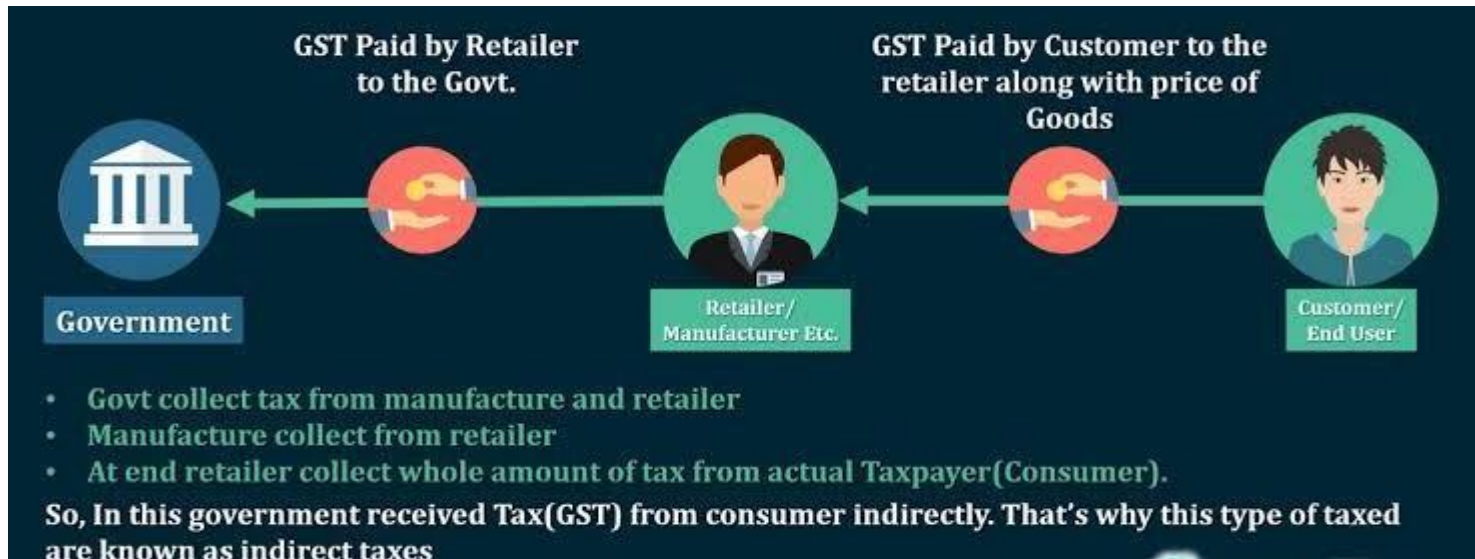 GST Paid by Retailer
to the Govt.
GST Paid by Customer to the
retailer along with price of
Goods
Government
Retailer/
Manufacturer Etc.
Customer/
End User
• Govt collect tax from manufacture and retailer
• Manufacture collect from retailer
• At end retailer collect whole amount of tax from actual Taxpayer(Consumer).
So, In this government received Tax(GST) from consumer indirectly. That's why this type of taxed
are known as indirect taxes